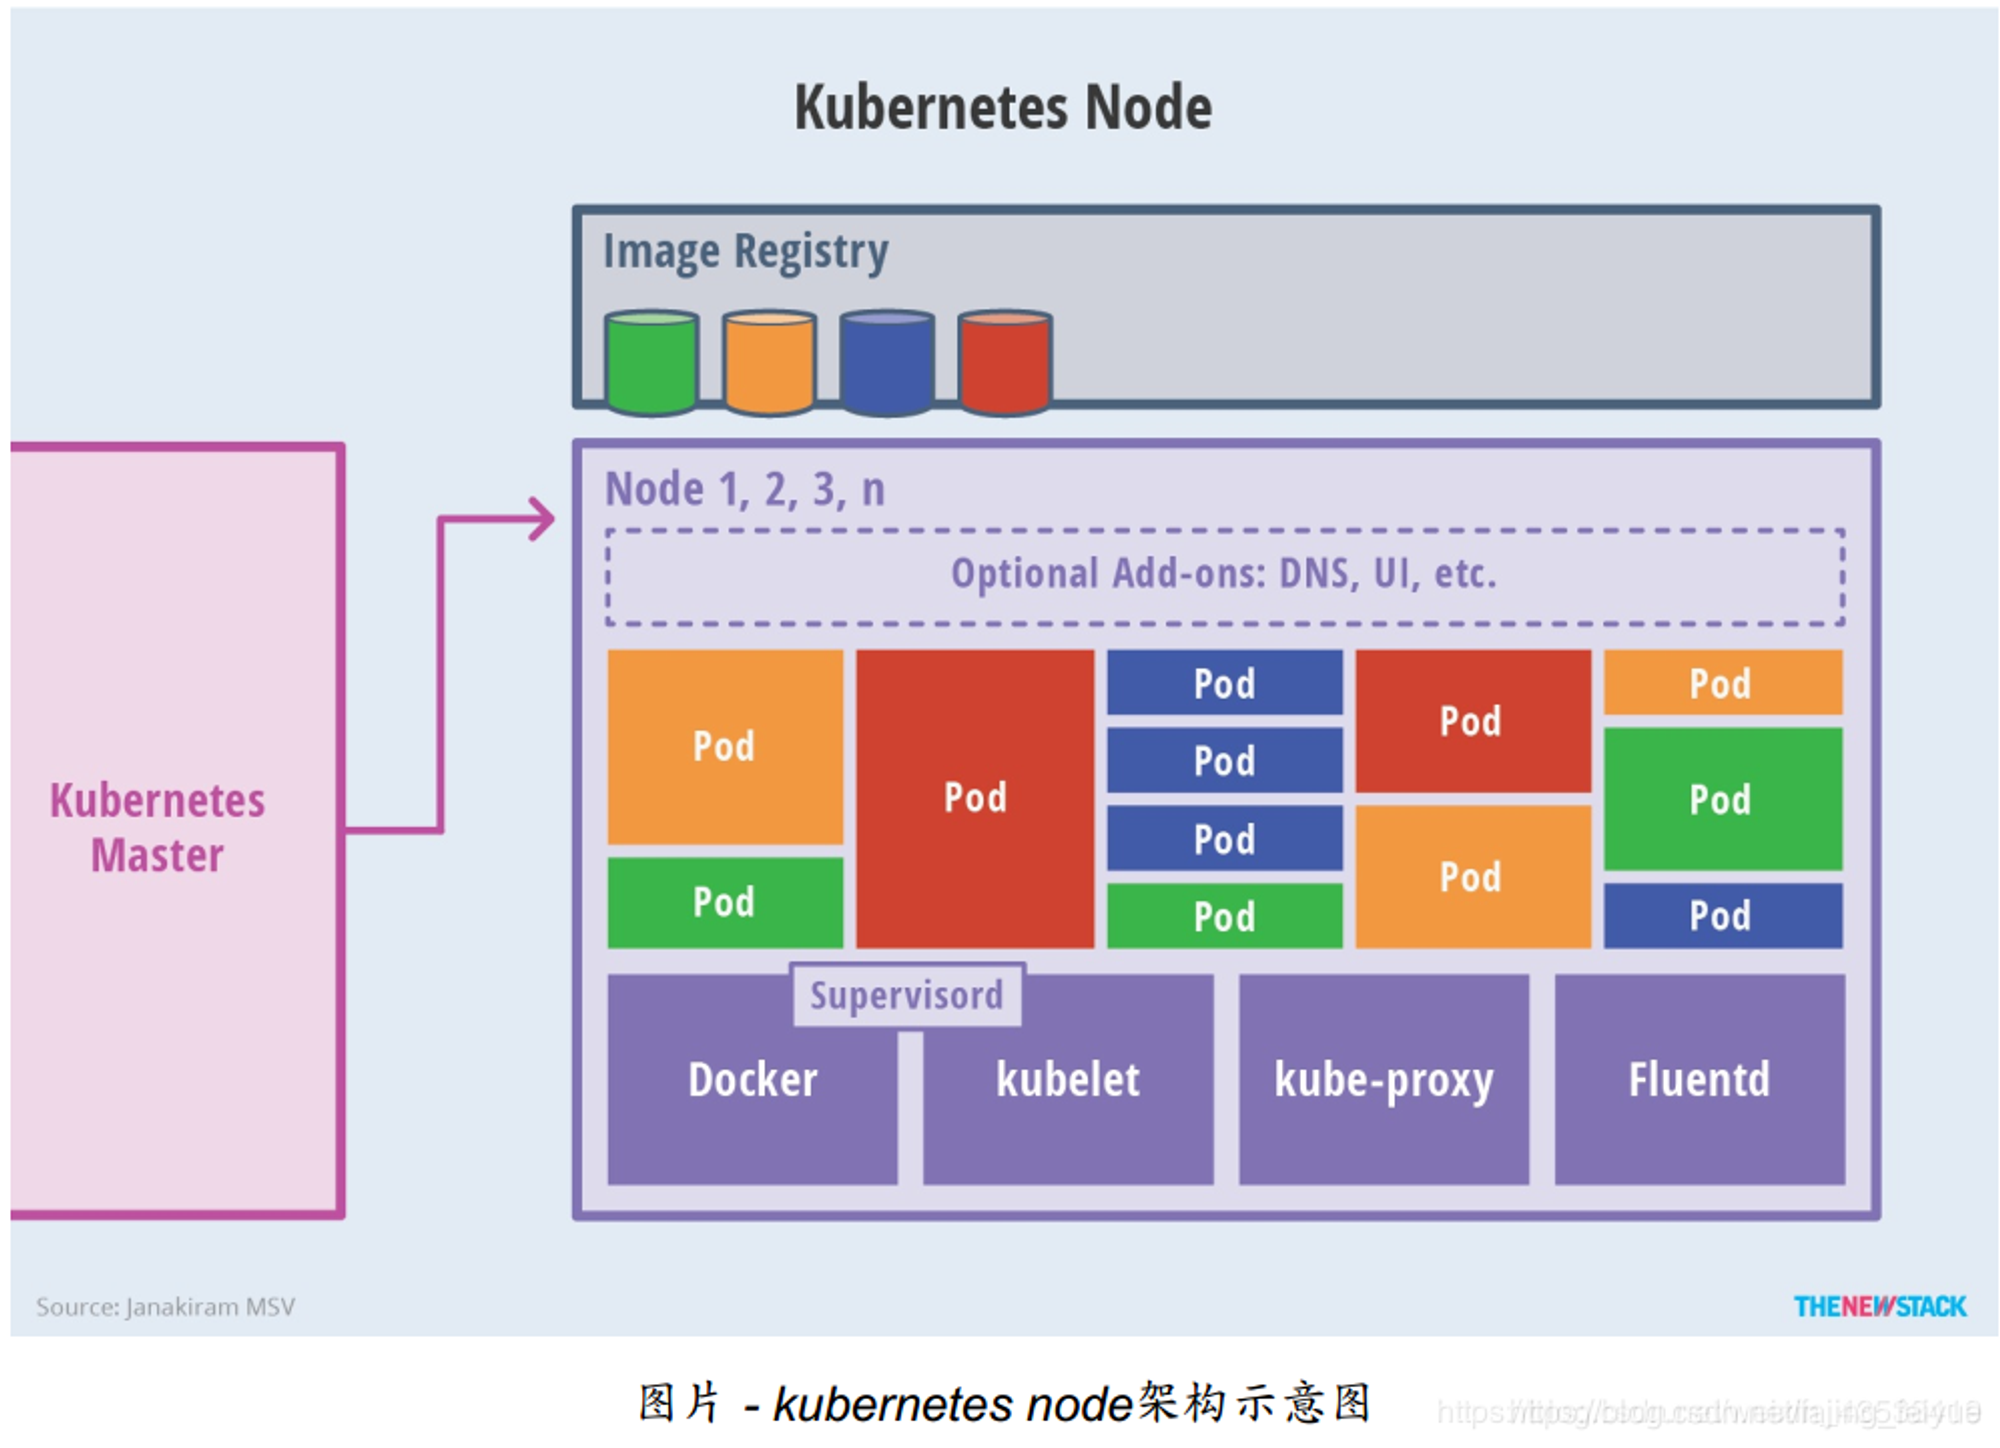 Kubernetes Node
Image Registry
Kubernetes
Master
Node 1, 2, 3, n
Optional Add-ons: DNS, UI, etc.
Pod
Pod
Pod
Pod
Pod
Pod
Pod
Pod
Pod
Pod
Pod
Pod
Supervisord
Docker
kubelet
kube-proxy
Fluentd
Source: Janakiram MSV
THENEWSTACK
图片 - kubernetes node架构示意图